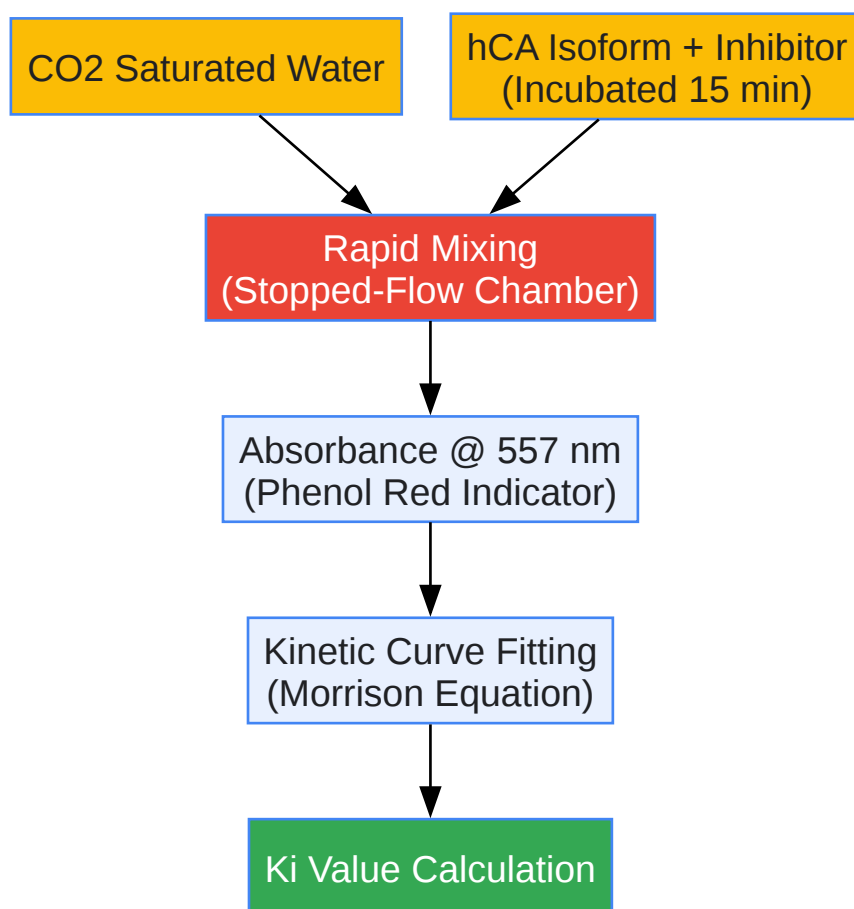 CO2 Saturated Water
hCA Isoform + Inhibitor
(Incubated 15 min)
Rapid Mixing
(Stopped-Flow Chamber)
Absorbance @ 557 nm
(Phenol Red Indicator)
Kinetic Curve Fitting
(Morrison Equation)
Ki Value Calculation